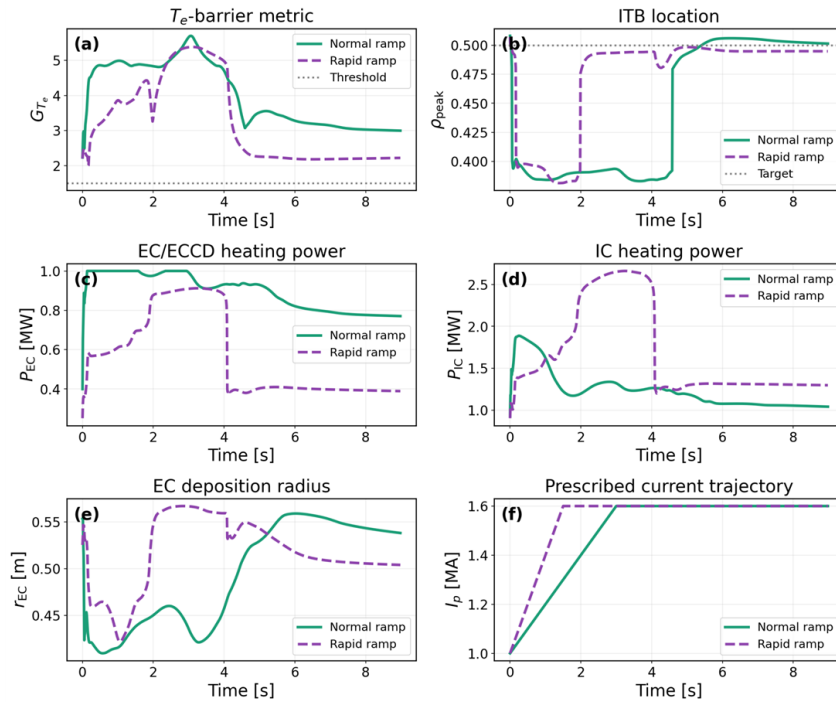 Tₑ-barrier metric
(a)
Normal ramp
Rapid ramp
Threshold
G_Tₑ
5
4
3
2
0
2
4
6
8
Time [s]
ITB location
(b)
Normal ramp
Rapid ramp
Target
ρpeak
0.500
0.475
0.450
0.425
0.400
0
2
4
6
8
Time [s]
EC/ECCD heating power
(c)
Normal ramp
Rapid ramp
P_EC [MW]
1.0
0.8
0.6
0.4
0
2
4
6
8
Time [s]
IC heating power
(d)
Normal ramp
Rapid ramp
P_IC [MW]
2.5
2.0
1.5
1.0
0
2
4
6
8
Time [s]
EC deposition radius
(e)
Normal ramp
Rapid ramp
r_EC [m]
0.55
0.50
0.45
0
2
4
6
8
Time [s]
Prescribed current trajectory
(f)
Normal ramp
Rapid ramp
I_p [MA]
1.6
1.4
1.2
1.0
0
2
4
6
8
Time [s]